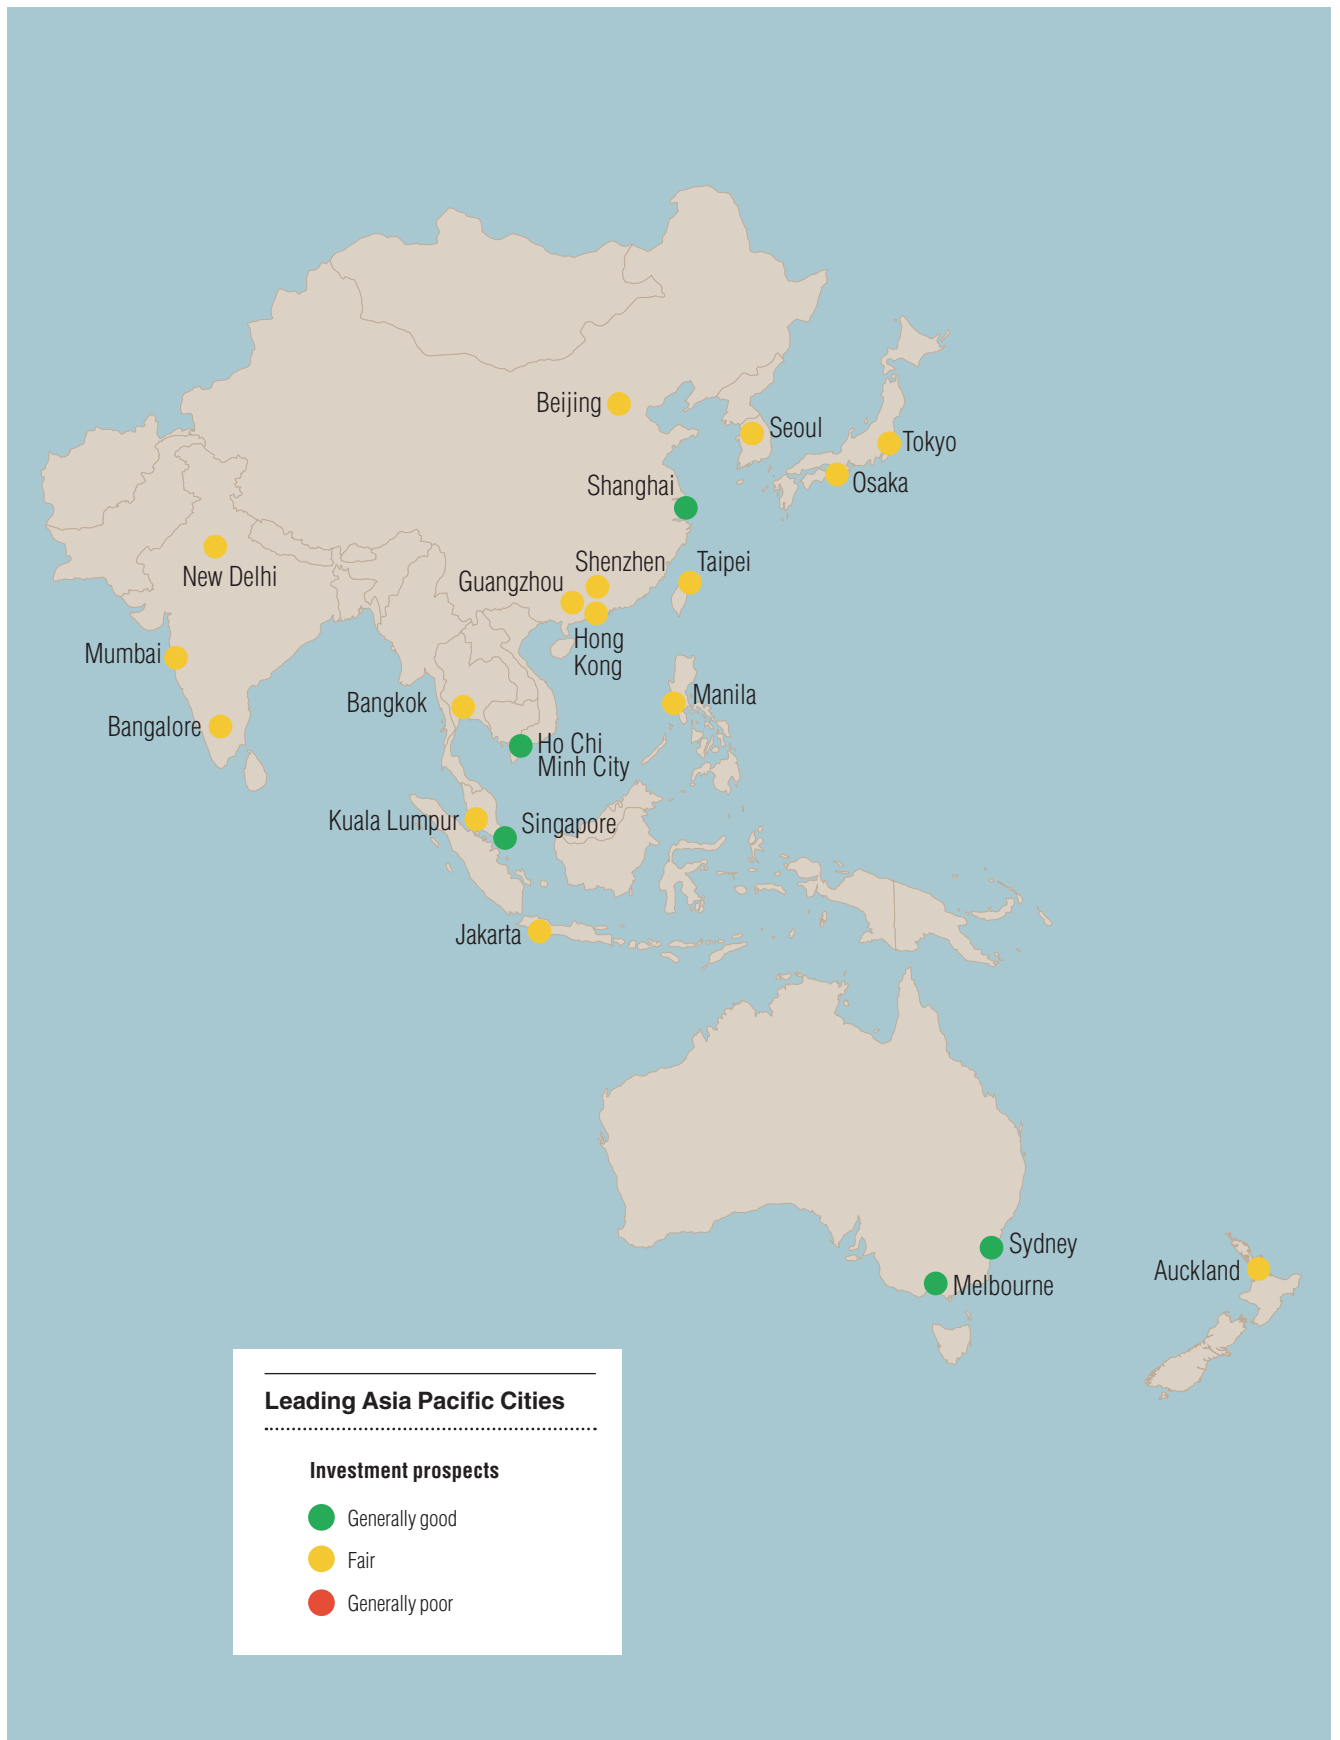 Beijing
Seoul
Tokyo
Osaka
Shanghai
Shenzhen
Taipei
Guangzhou
New Delhi
Hong
Kong
Mumbai
Manila
Bangkok
Bangalore
Ho Chi
Minh City
Kuala Lumpur
Singapore
Jakarta
Sydney
Auckland
Melbourne
Leading Asia Pacific Cities
Investment prospects
Generally good
Fair
Generally poor